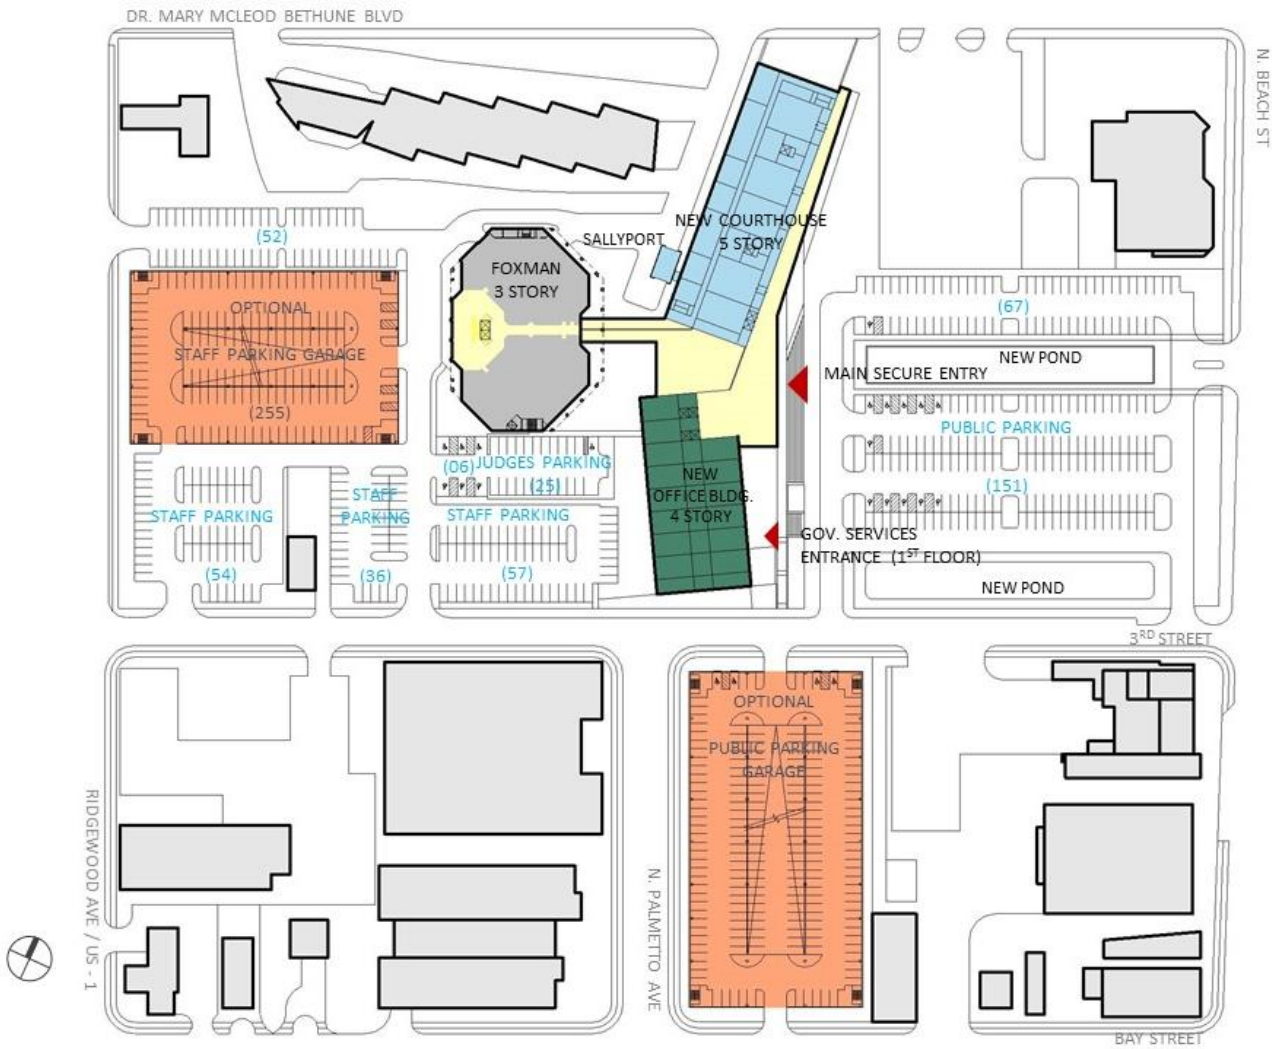 DR. MARY MCLEOD BETHUNE BLVD
N. BEACH ST
NEW COURTHOUSE
5 STORY
SALLYPORT
(52)
FOXMAN
3 STORY
OPTIONAL
STAFF PARKING GARAGE
(255)
(67)
NEW POND
MAIN SECURE ENTRY
PUBLIC PARKING
(151)
(06)
JUDGES PARKING
(25)
NEW
OFFICE BLDG.
4 STORY
STAFF PARKING
(54)
STAFF
PARKING
(36)
STAFF PARKING
(57)
GOV. SERVICES
ENTRANCE (1ST FLOOR)
NEW POND
3RD STREET
OPTIONAL
PUBLIC PARKING
GARAGE
RIDGEWOOD AVE / US - 1
N. PALMETTO AVE
BAY STREET